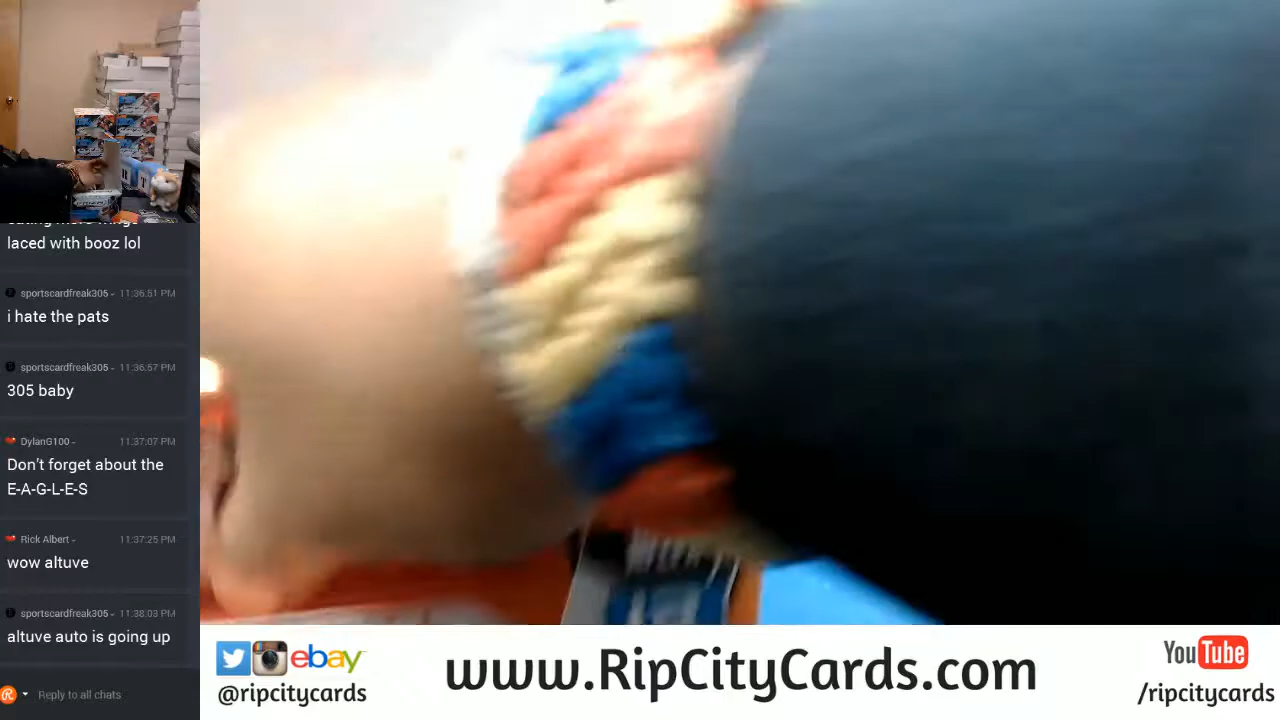 laced with booz lol
sportscardfreak305 - 11:36:51 PM
i hate the pats
sportscardfreak305 - 11:36:57 PM
305 baby
DylanG100 - 11:37:07 PM
Don't forget about the
E-A-G-L-E-S
Rick Albert - 11:37:25 PM
wow altuve
sportscardfreak305 - 11:38:03 PM
altuve auto is going up
Reply to all chats
ebay
@ripcitycards
www.RipCityCards.com
YouTube
/ripcitycards